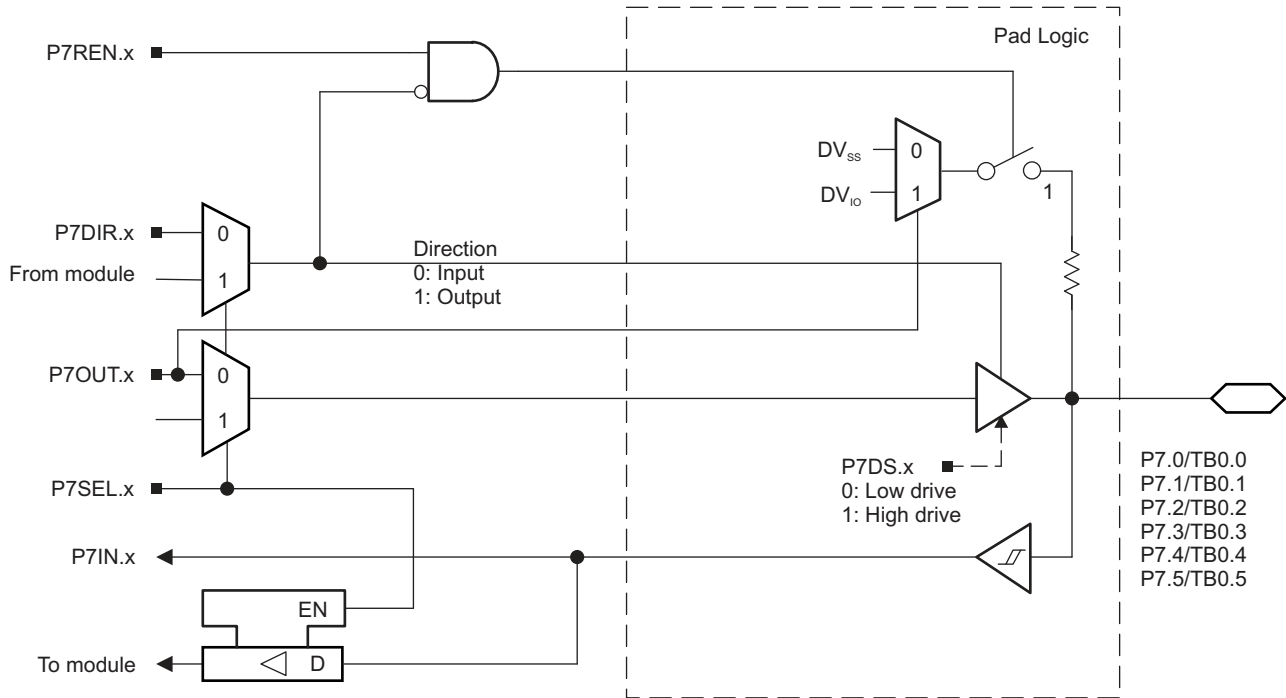 Pad Logic
P7REN.x
DVSS
0
DVIO
1
1
P7DIR.x
0
From module
1
Direction
0: Input
1: Output
P7OUT.x
0
1
P7DS.x
0: Low drive
1: High drive
P7.0/TB0.0
P7.1/TB0.1
P7.2/TB0.2
P7.3/TB0.3
P7.4/TB0.4
P7.5/TB0.5
P7SEL.x
P7IN.x
EN
To module
D